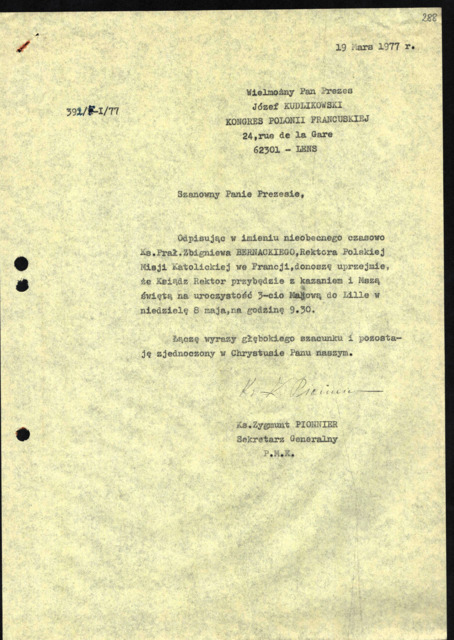 288
19 Mars 1977 r.
Wielmożny Pan Prezes
391/F-I/77
Józef KUDLIKOWSKI
KONGRES POLONII FRANCUSKIEJ
24,rue de la Gare
62301 - LENS
Szanowny Panie Prezesie,
Odpisując w imieniu nieobecnego czasowo
Ks.Prał.Zbigniewa BERNACKIEGO,Rektora Polskiej
Misji Katolickiej we Francji,donoszę uprzejmie,
że Ksiądz Rektor przybędzie z kazaniem i Mszą
świętą na uroczystość 3-cio Majową do Lille w
niedzielę 8 maja,na godzinę 9.30.
Łączę wyrazy głębokiego szacunku i pozosta-
ję zjednoczony w Chrystusie Panu naszym.
Ks.Zygmunt PIONNIER
Sekretarz Generalny
P.M.K.